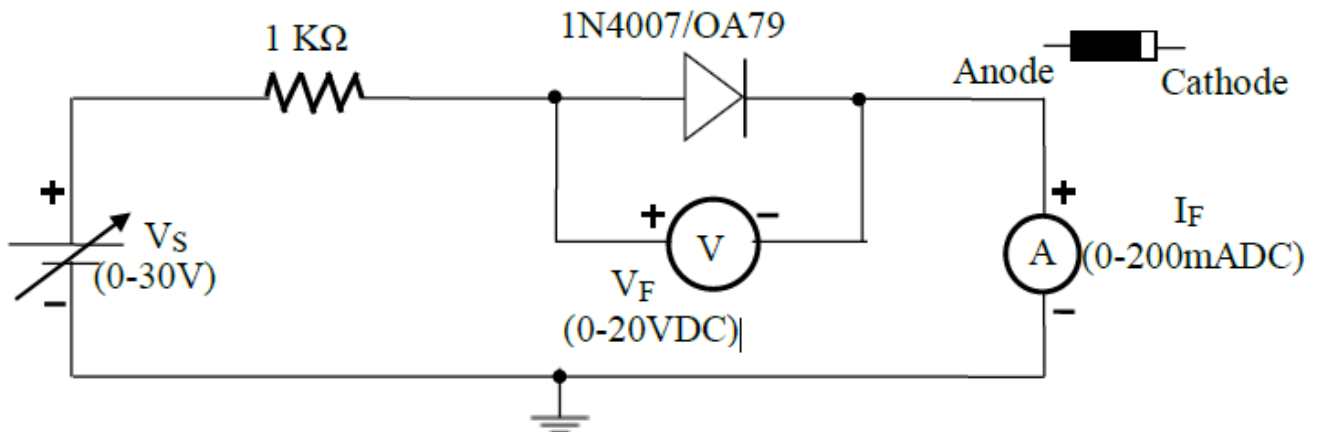 1 KΩ
1N4007/OA79
Anode
Cathode
+
VS
(0-30V)
−
+
V
−
VF
(0-20VDC)
+
A
−
IF
(0-200mADC)